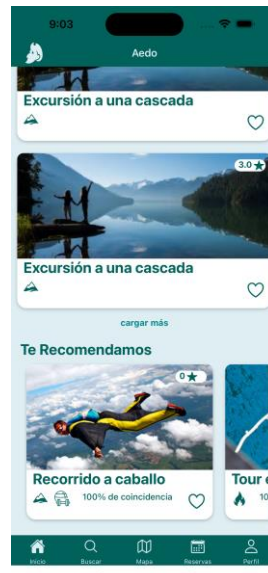 9:03
Aedo
Excursión a una cascada
3.0
Excursión a una cascada
cargar más
Te Recomendamos
0
Recorrido a caballo
100% de coincidencia
Tour
10
Inicio
Buscar
Mapa
Reservas
Perfil